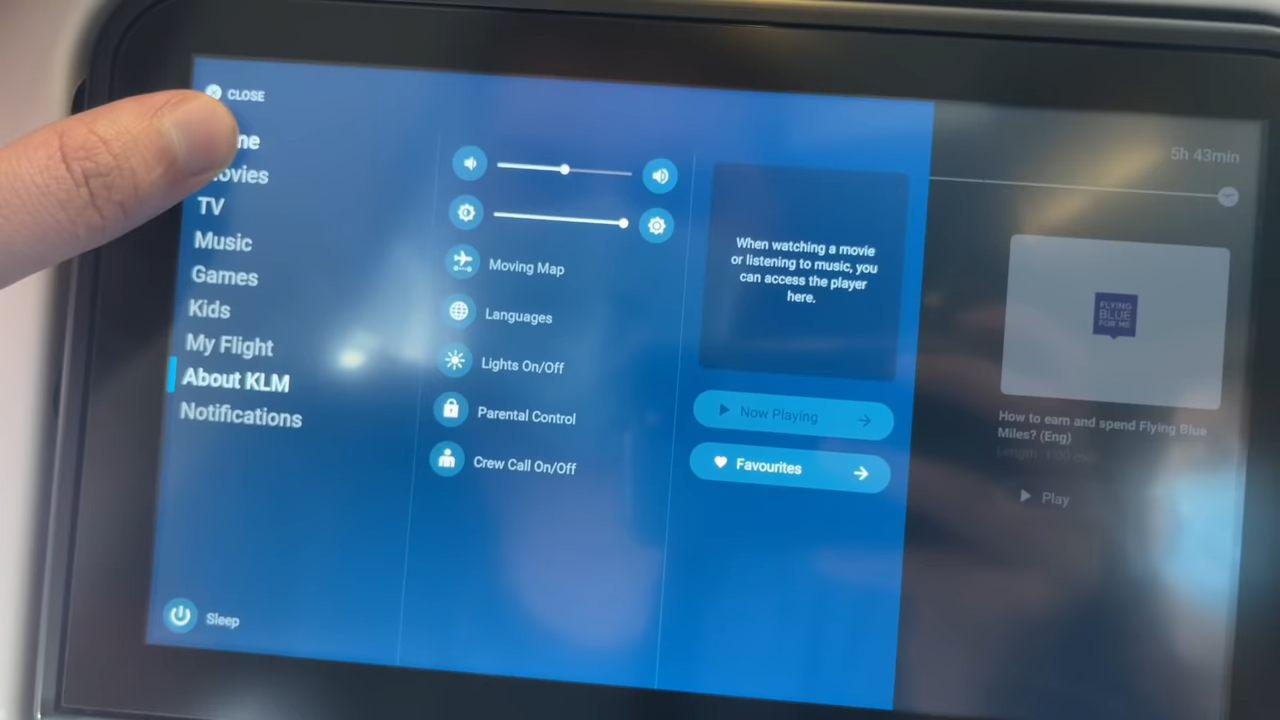 CLOSE
TV
Music
Games
Kids
My Flight
About KLM
Notifications
Sleep
Moving Map
Languages
Lights On/Off
Parental Control
Crew Call On/Off
When watching a movie
or listening to music, you
can access the player
here.
Now Playing
Favourites
5h 43min
FLYING
BLUE
FOR ME
How to earn and spend Flying Blue
Miles? (Eng)
Play